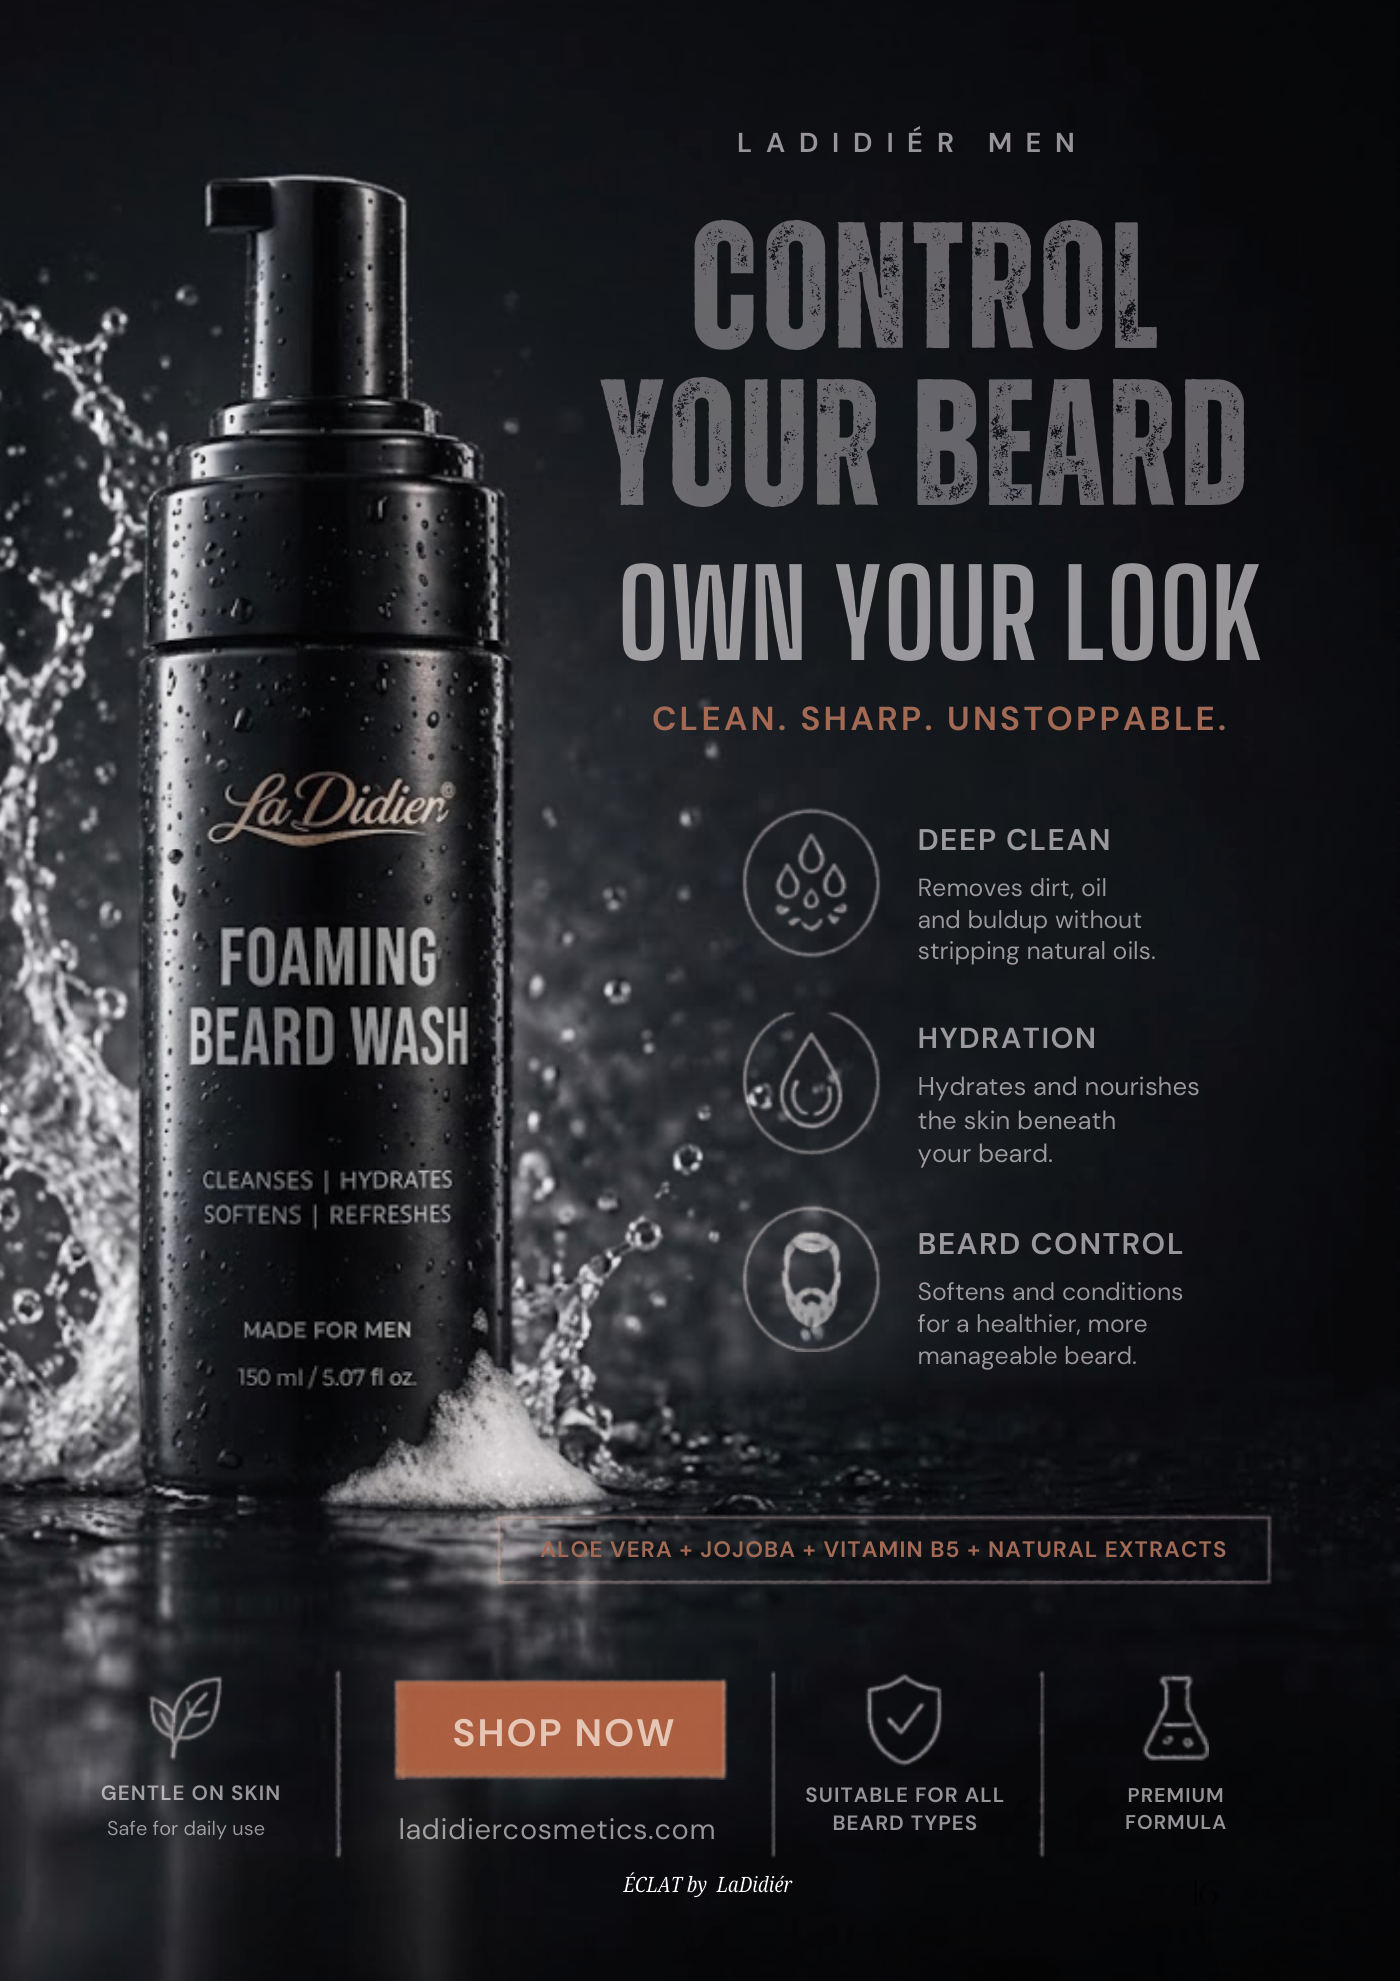 LADIDIÉR MEN
CONTROL
YOUR BEARD
OWN YOUR LOOK
CLEAN. SHARP. UNSTOPPABLE.
La Didier®
FOAMING
BEARD WASH
CLEANSES | HYDRATES
SOFTENS | REFRESHES
MADE FOR MEN
150 ml / 5.07 fl oz.
DEEP CLEAN
Removes dirt, oil
and buldup without
stripping natural oils.
HYDRATION
Hydrates and nourishes
the skin beneath
your beard.
BEARD CONTROL
Softens and conditions
for a healthier, more
manageable beard.
ALOE VERA + JOJOBA + VITAMIN B5 + NATURAL EXTRACTS
GENTLE ON SKIN
Safe for daily use
SHOP NOW
ladidiercosmetics.com
SUITABLE FOR ALL
BEARD TYPES
PREMIUM
FORMULA
ÉCLAT by LaDidiér